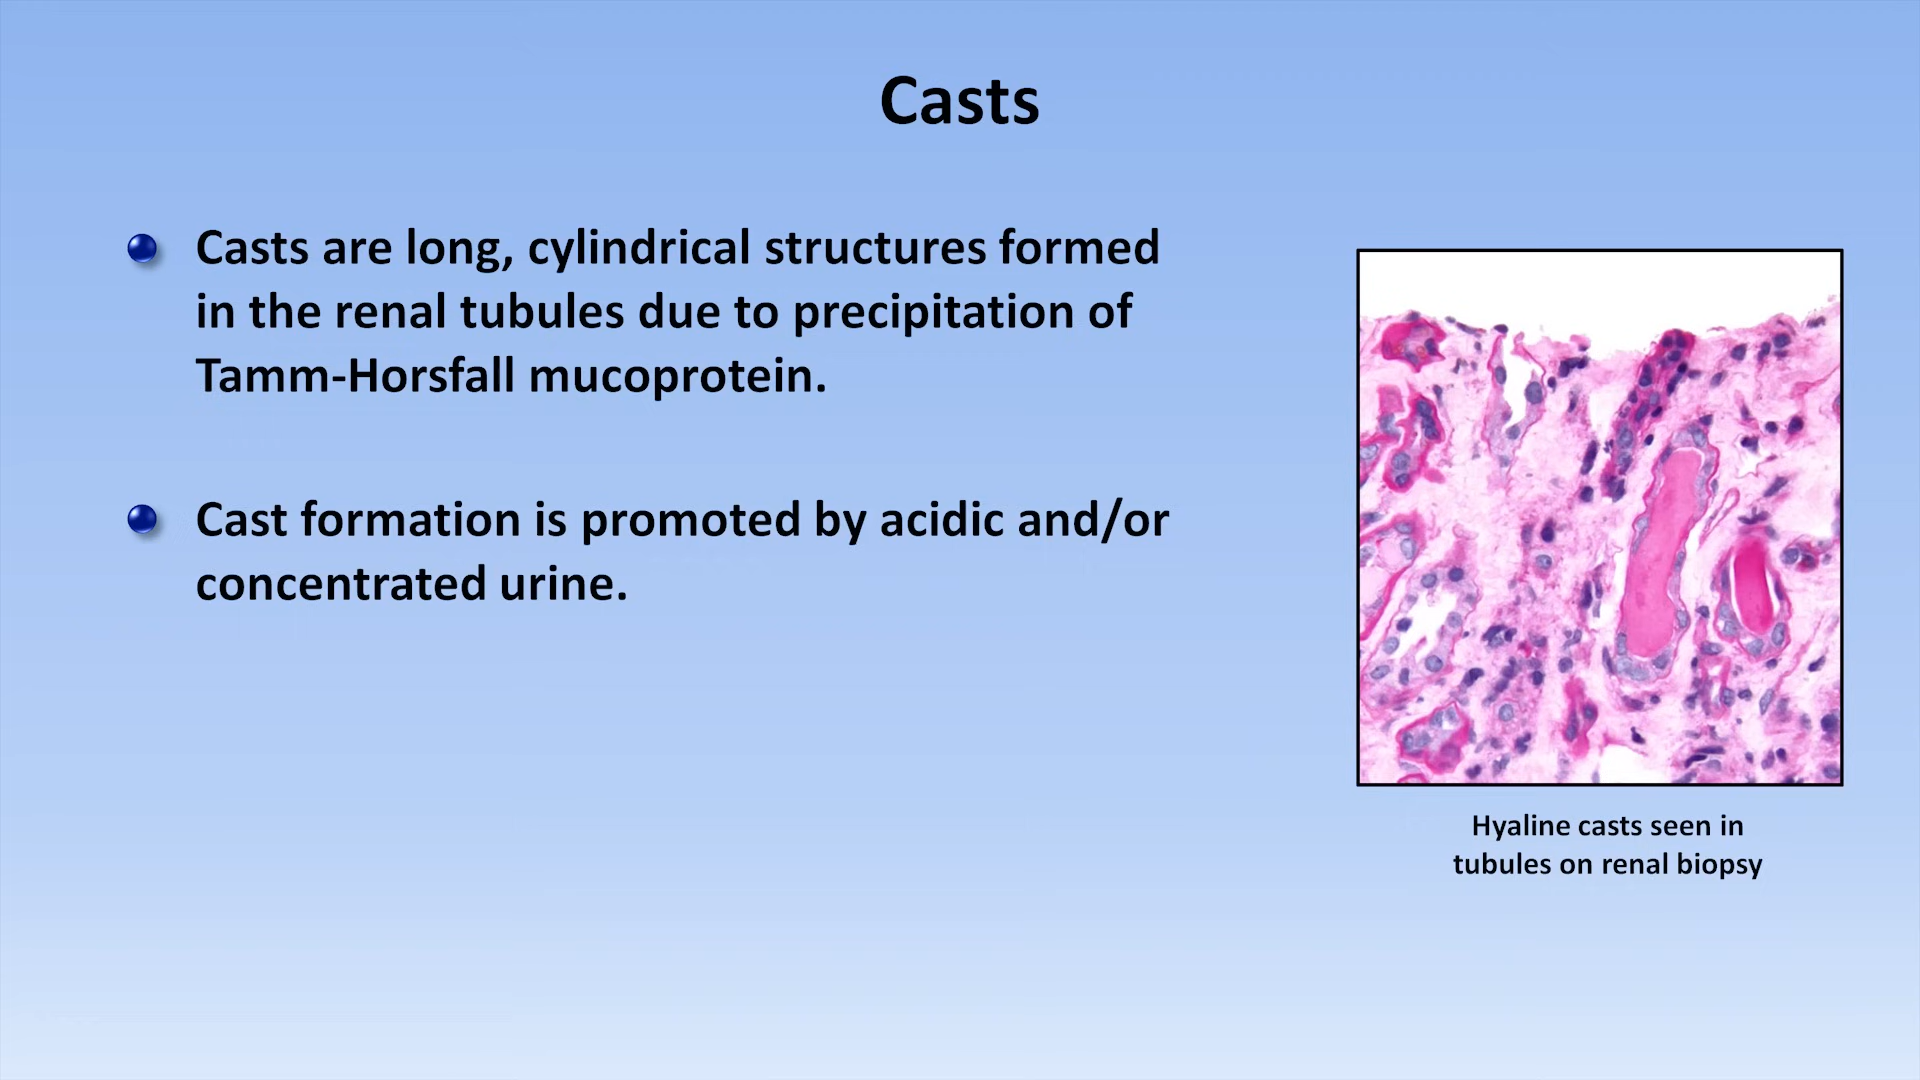 Casts
Casts are long, cylindrical structures formed
in the renal tubules due to precipitation of
Tamm-Horsfall mucoprotein.
Cast formation is promoted by acidic and/or
concentrated urine.
Hyaline casts seen in
tubules on renal biopsy